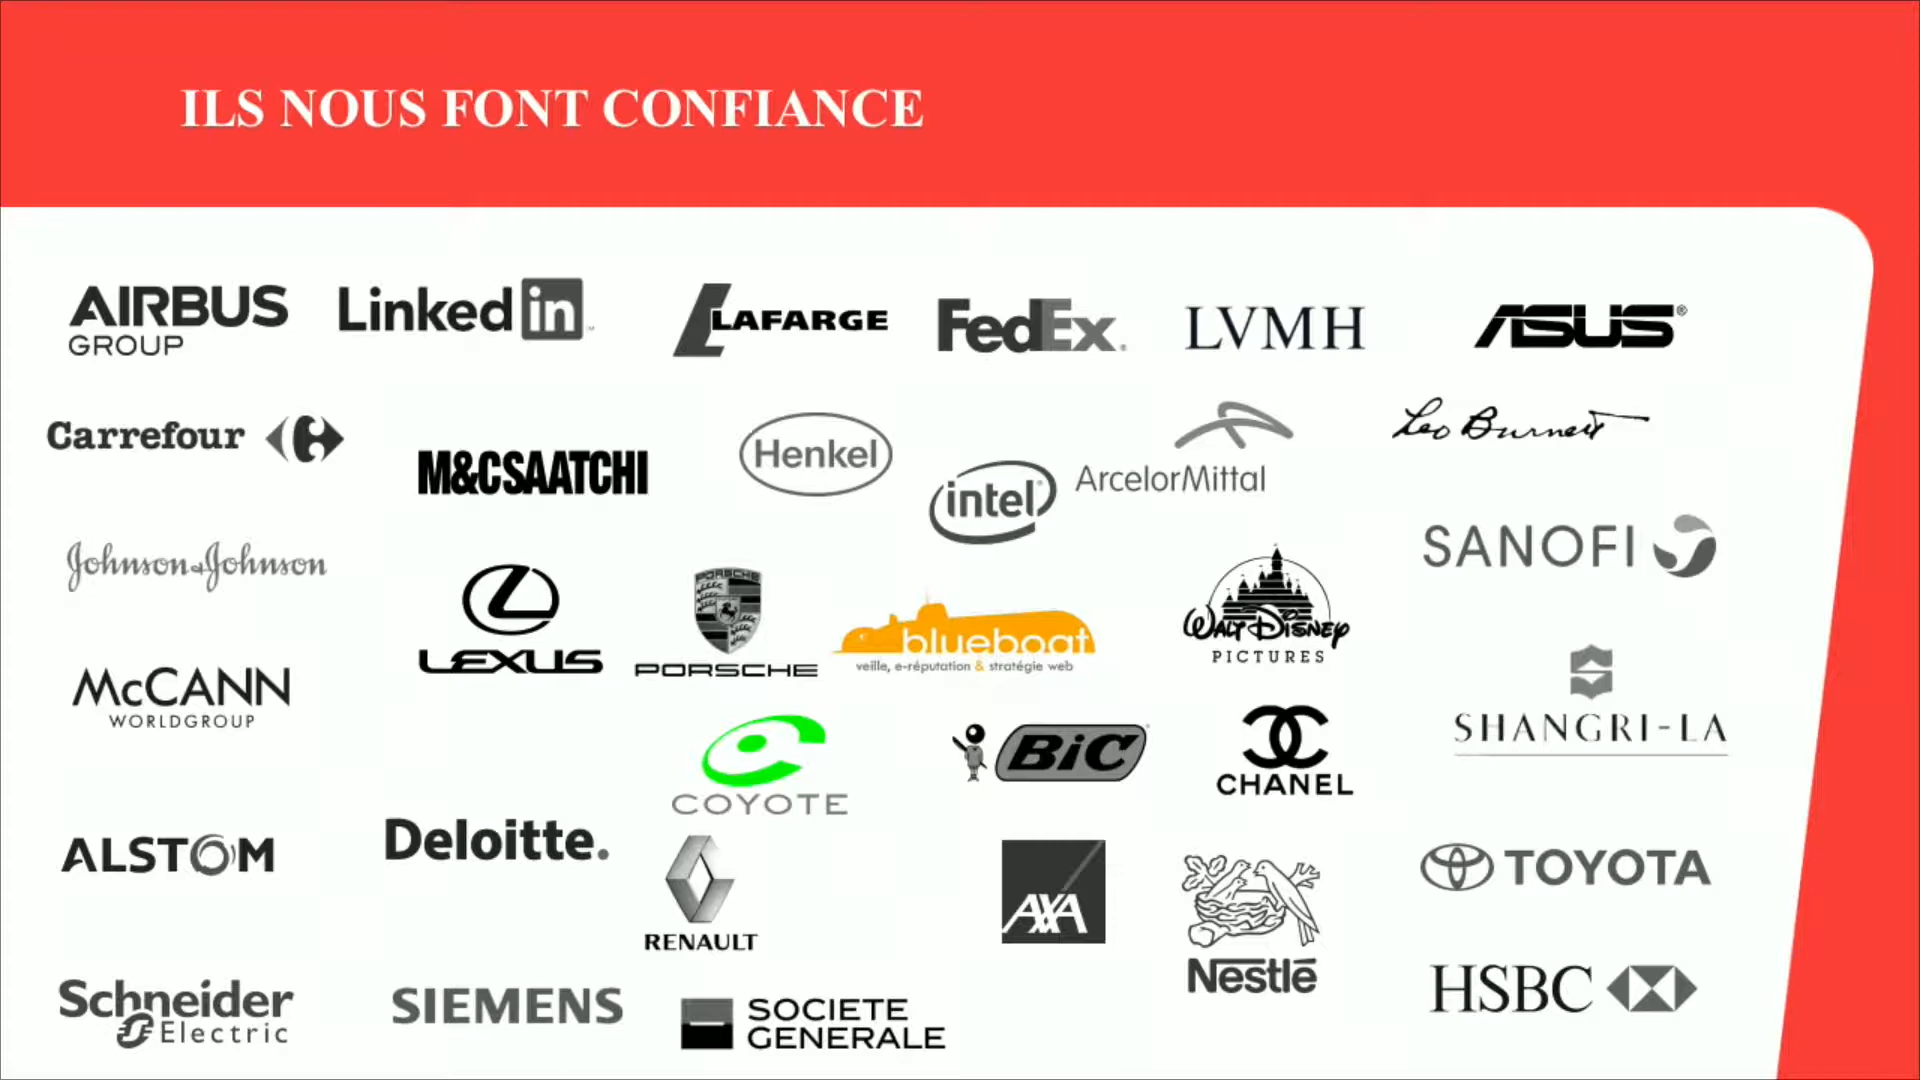 ILS NOUS FONT CONFIANCE
AIRBUS
GROUP
Linked in
LAFARGE
FedEx®
LVMH
ASUS®
Carrefour
M&CSAATCHI
Henkel
intel
ArcelorMittal
Leo Burnett
Johnson & Johnson
LEXUS
PORSCHE
PORSCHE
blueboat
veille, e-réputation & stratégie web
WALT DISNEY
PICTURES
SANOFI
McCANN
WORLDGROUP
COYOTE
BiC
CHANEL
SHANGRI-LA
ALSTOM
Deloitte.
RENAULT
AXA
Nestlé
TOYOTA
Schneider
Electric
SIEMENS
SOCIETE
GENERALE
HSBC